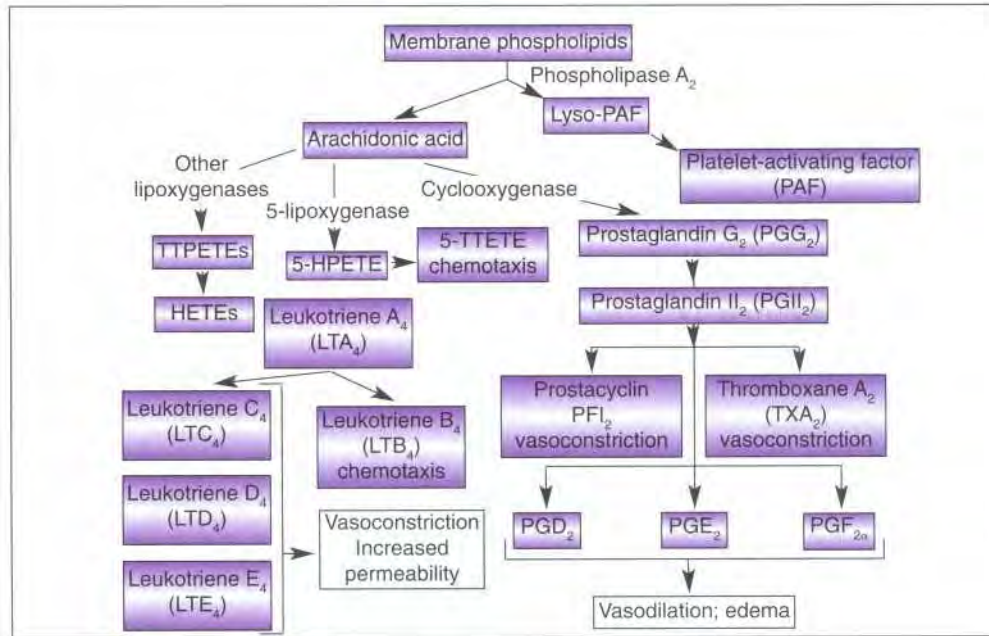 Membrane phospholipids
Phospholipase A₂
Lyso-PAF
Arachidonic acid
Platelet-activating factor
(PAF)
Other
lipoxygenases
5-lipoxygenase
Cyclooxygenase
TTPETEs
5-HPETE
5-TTETE
chemotaxis
Prostaglandin G₂ (PGG₂)
HETEs
Leukotriene A₄
(LTA₄)
Prostaglandin II₂ (PGII₂)
Leukotriene C₄
(LTC₄)
Leukotriene B₄
(LTB₄)
chemotaxis
Prostacyclin
PFI₂
vasoconstriction
Thromboxane A₂
(TXA₂)
vasoconstriction
Leukotriene D₄
(LTD₄)
Leukotriene E₄
(LTE₄)
Vasoconstriction
Increased
permeability
PGD₂
PGE₂
PGF₂α
Vasodilation; edema